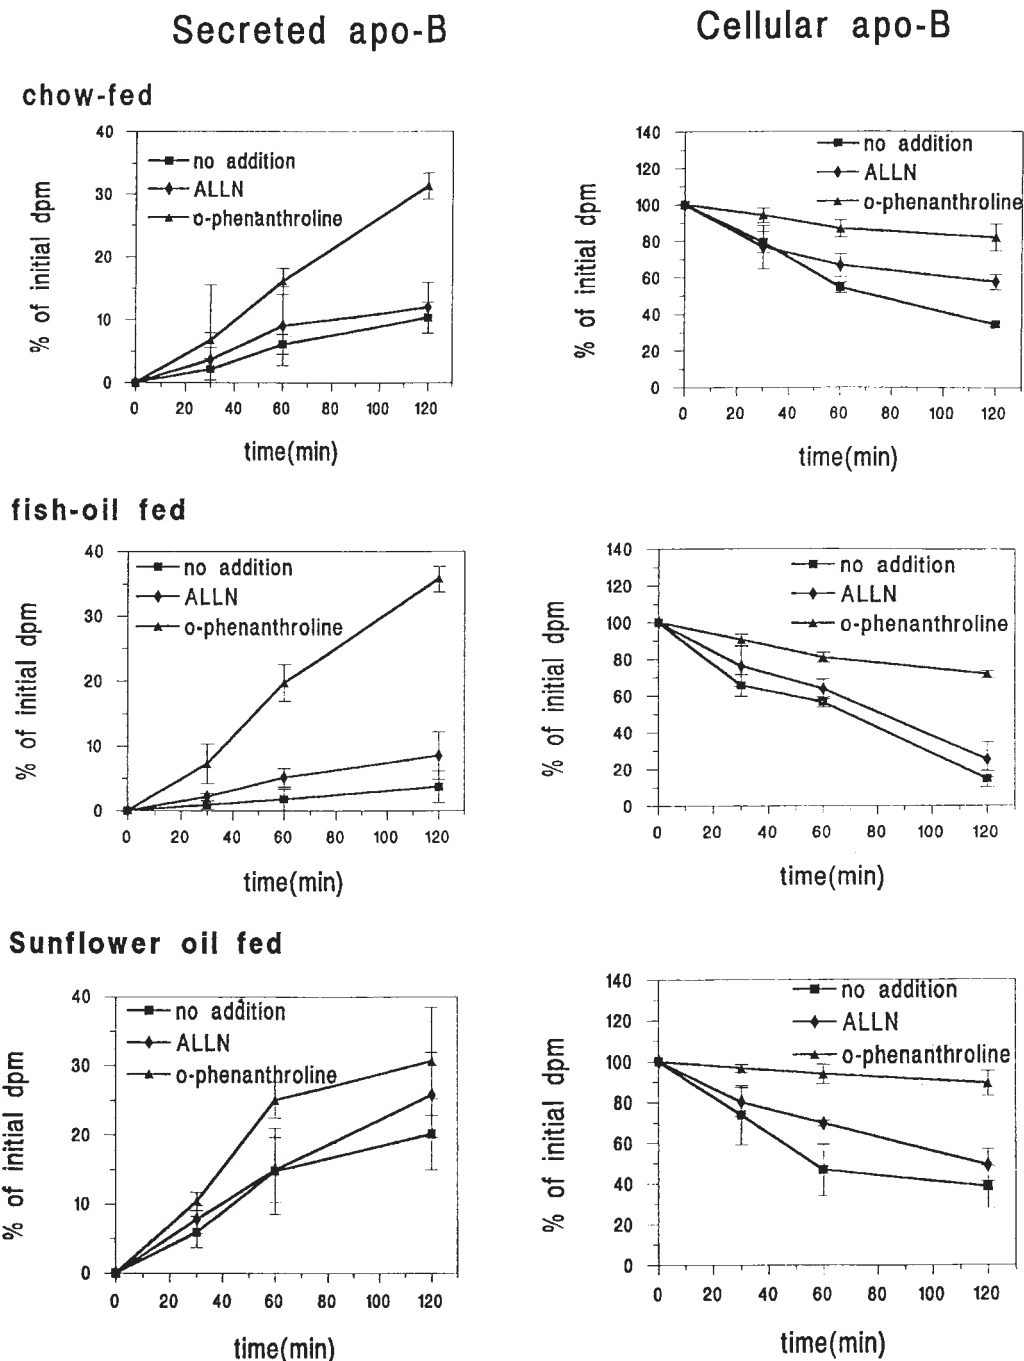 Secreted apo-B
Cellular apo-B
chow-fed
% of initial dpm
40
30
20
10
0
no addition
ALLN
o-phenanthroline
0 20 40 60 80 100 120
time(min)
% of initial dpm
140
120
100
80
60
40
20
0
no addition
ALLN
o-phenanthroline
0 20 40 60 80 100 120
time(min)
fish-oil fed
% of initial dpm
40
30
20
10
0
no addition
ALLN
o-phenanthroline
0 20 40 60 80 100 120
time(min)
% of initial dpm
140
120
100
80
60
40
20
0
no addition
ALLN
o-phenanthroline
0 20 40 60 80 100 120
time(min)
Sunflower oil fed
% of initial dpm
40
30
20
10
0
no addition
ALLN
o-phenanthroline
0 20 40 60 80 100 120
time(min)
% of initial dpm
140
120
100
80
60
40
20
0
no addition
ALLN
o-phenanthroline
0 20 40 60 80 100 120
time(min)